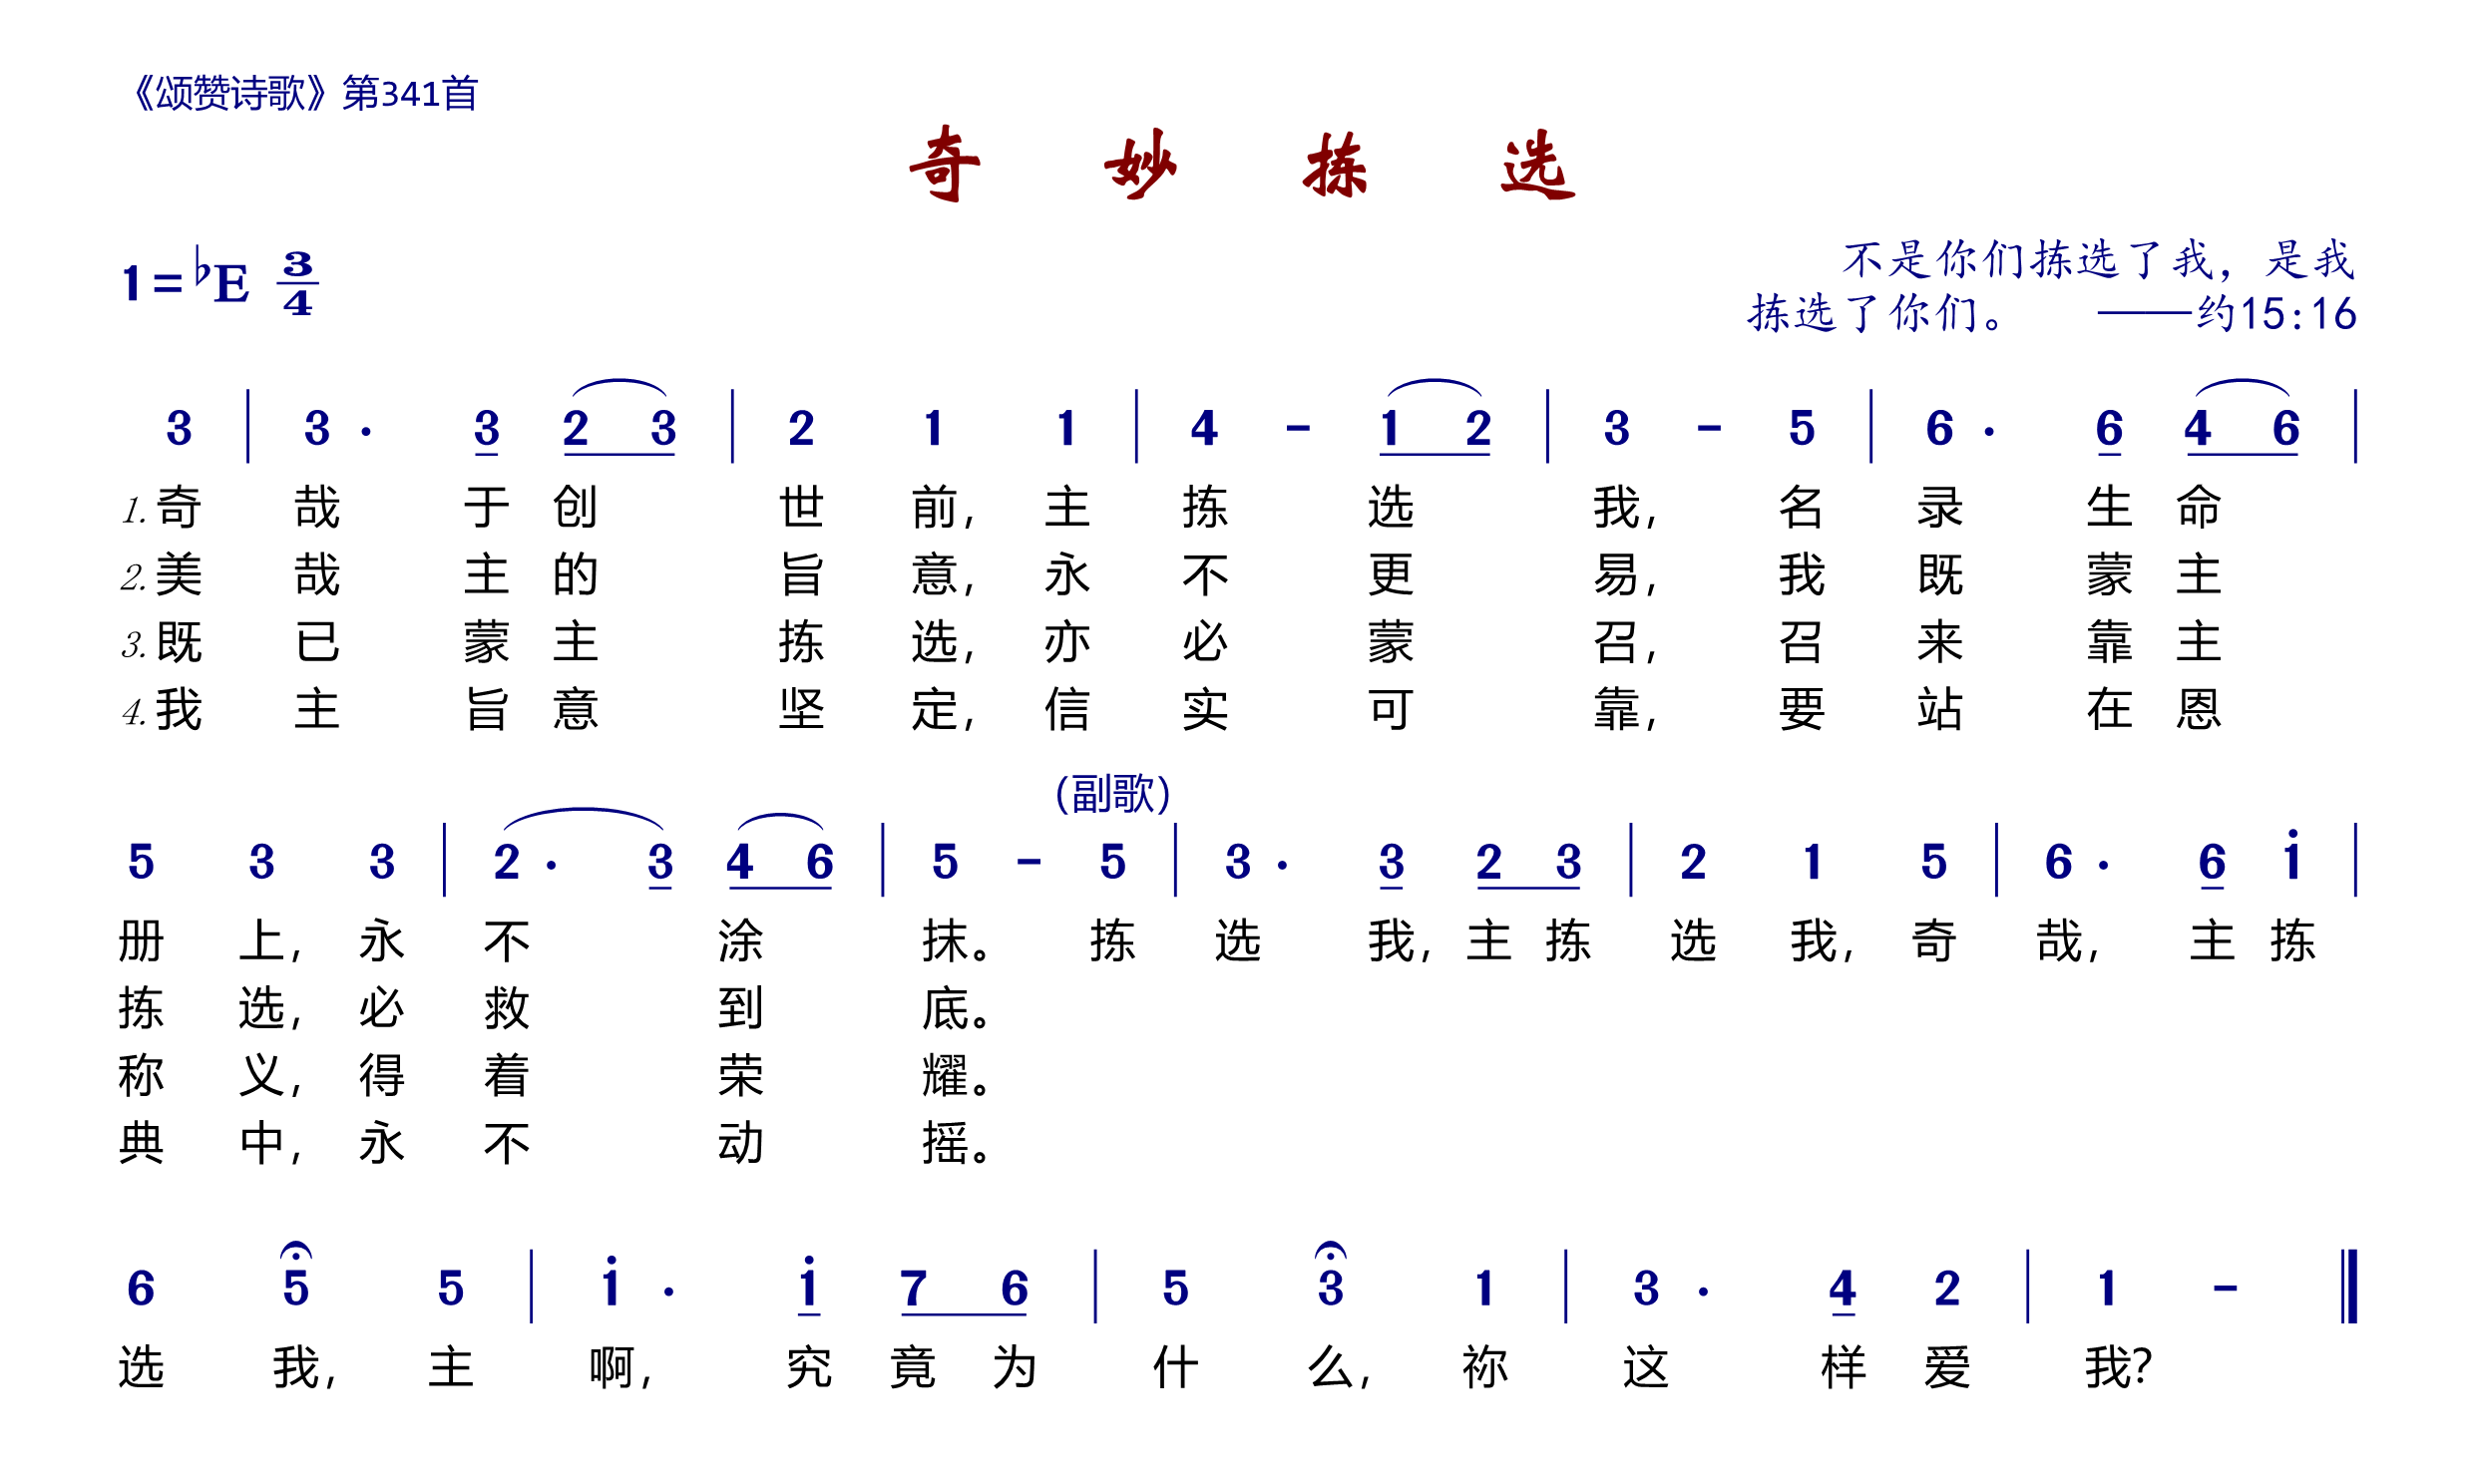 《颂赞诗歌》第341首
奇 妙 拣 选
1=♭E 3/4
不是你们拣选了我，是我
拣选了你们。 ——约15:16
3 | 3 · 3 2 3 | 2 1 1 | 4 - 1 2 | 3 - 5 | 6 · 6 4 6 |
1. 奇 哉 于 创 世 前, 主 拣 选 我, 名 录 生 命
2. 美 哉 主 的 旨 意, 永 不 更 易, 我 既 蒙 主
3. 既 已 蒙 主 拣 选, 亦 必 蒙 召, 召 来 靠 主
4. 我 主 旨 意 坚 定, 信 实 可 靠, 要 站 在 恩
(副歌)
5 3 3 | 2 · 3 4 6 | 5 - 5 | 3 · 3 2 3 | 2 1 5 | 6 · 6 i |
册 上, 永 不 涂 抹。 拣 选 我, 主 拣 选 我, 奇 哉, 主 拣
拣 选, 必 救 到 底。
称 义, 得 着 荣 耀。
典 中, 永 不 动 摇。
6 5 5 | i · i 7 6 | 5 3 1 | 3 · 4 2 | 1 - ‖
选 我, 主 啊, 究 竟 为 什 么, 祢 这 样 爱 我?